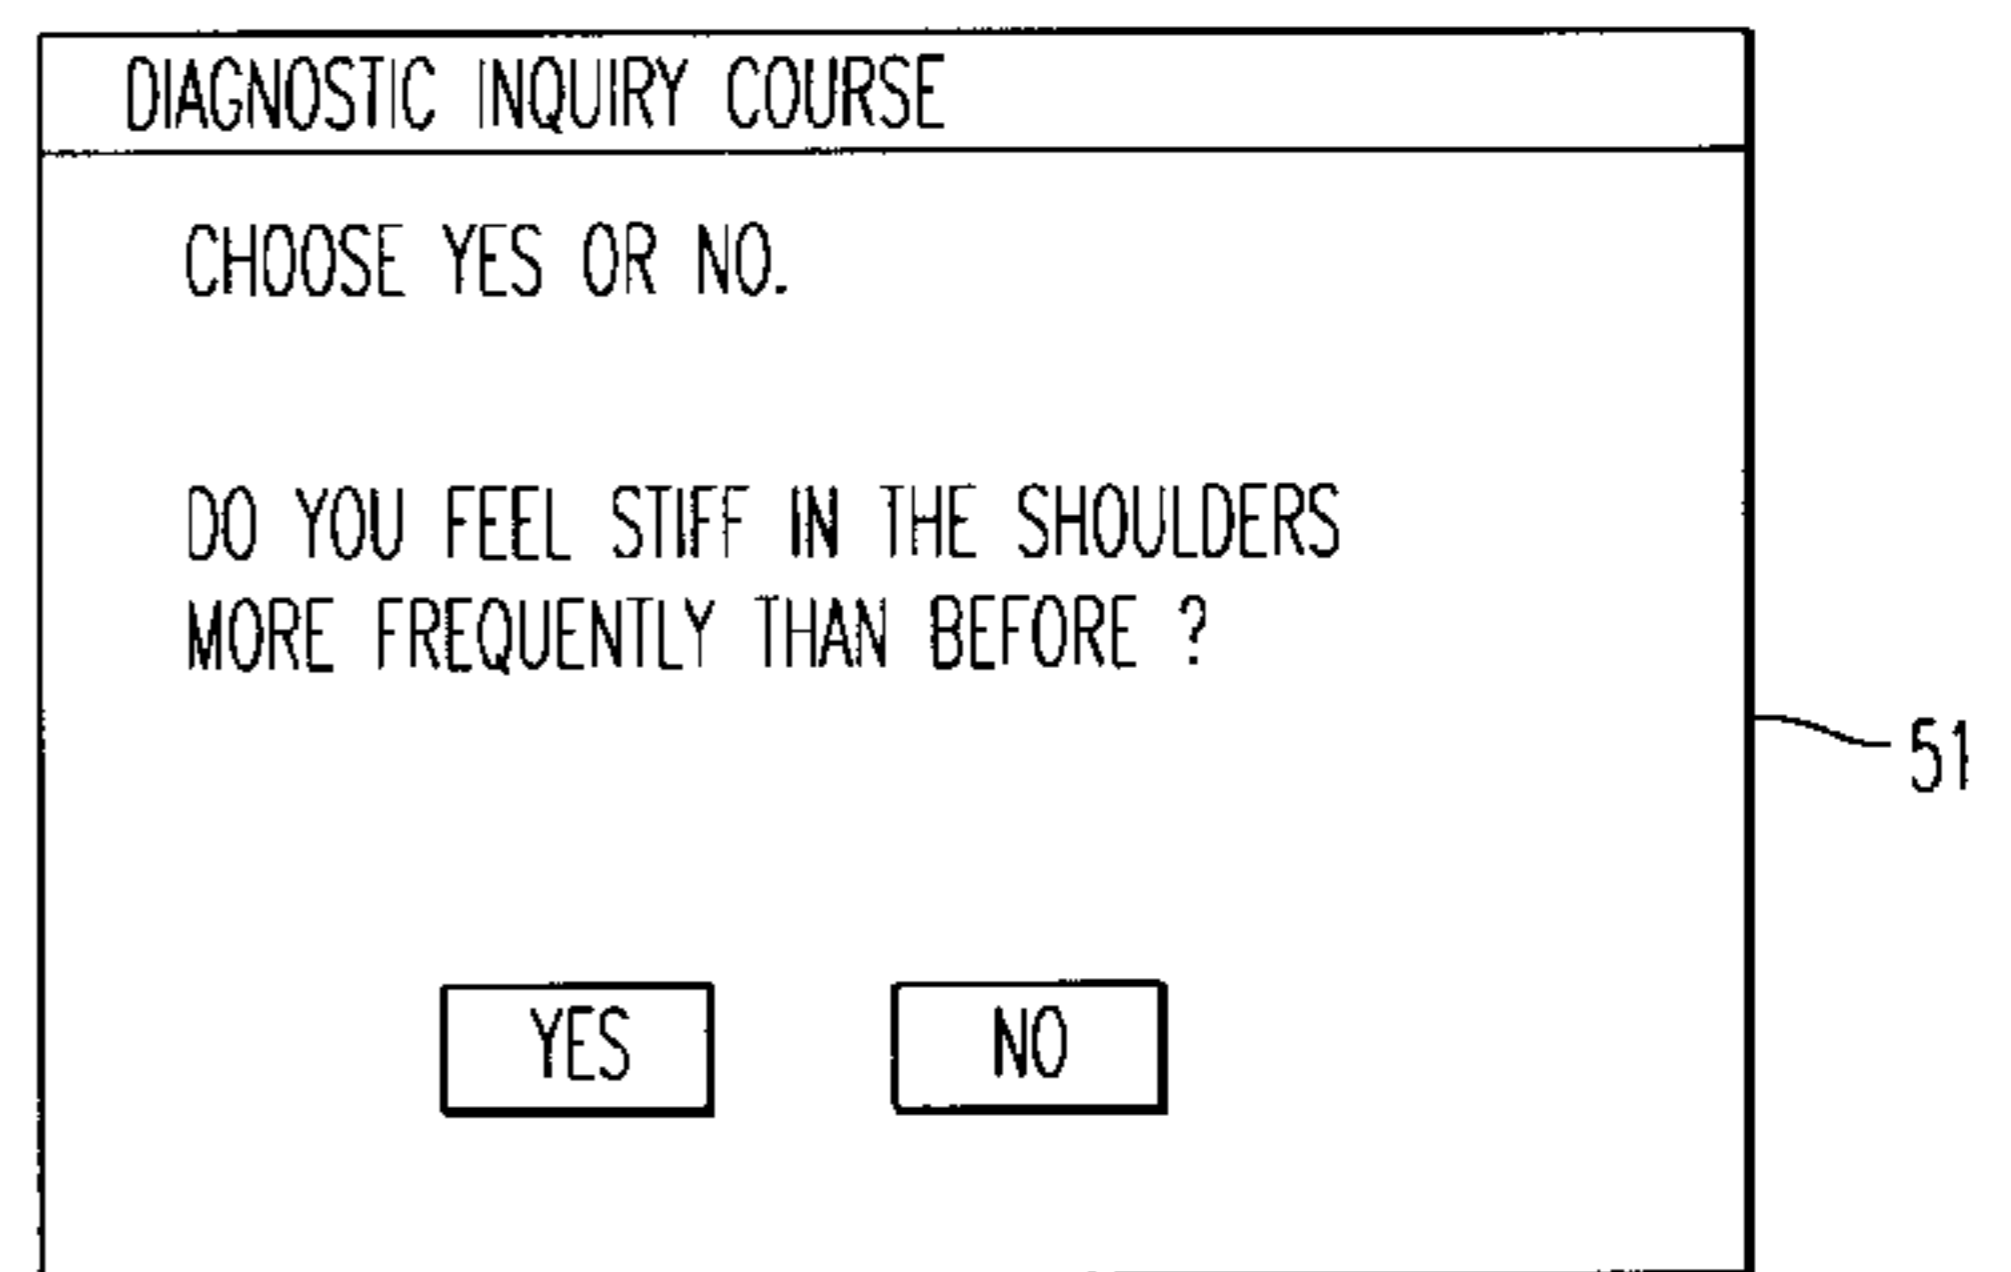 DIAGNOSTIC INQUIRY COURSE
CHOOSE YES OR NO.
DO YOU FEEL STIFF IN THE SHOULDERS
MORE FREQUENTLY THAN BEFORE ?
51
YES NO